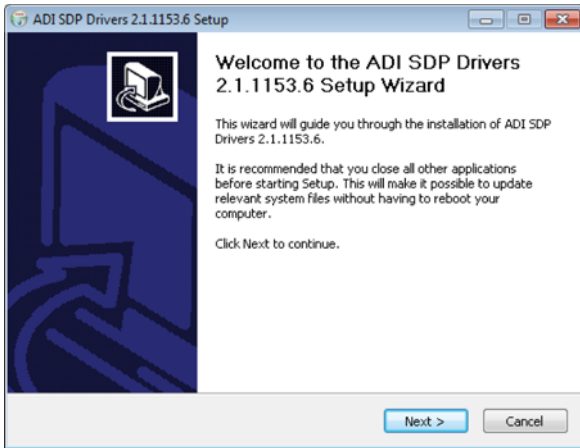 ADI SDP Drivers 2.1.1153.6 Setup
Welcome to the ADI SDP Drivers
2.1.1153.6 Setup Wizard
This wizard will guide you through the installation of ADI SDP
Drivers 2.1.1153.6.
It is recommended that you close all other applications
before starting Setup. This will make it possible to update
relevant system files without having to reboot your
computer.
Click Next to continue.
Next >
Cancel